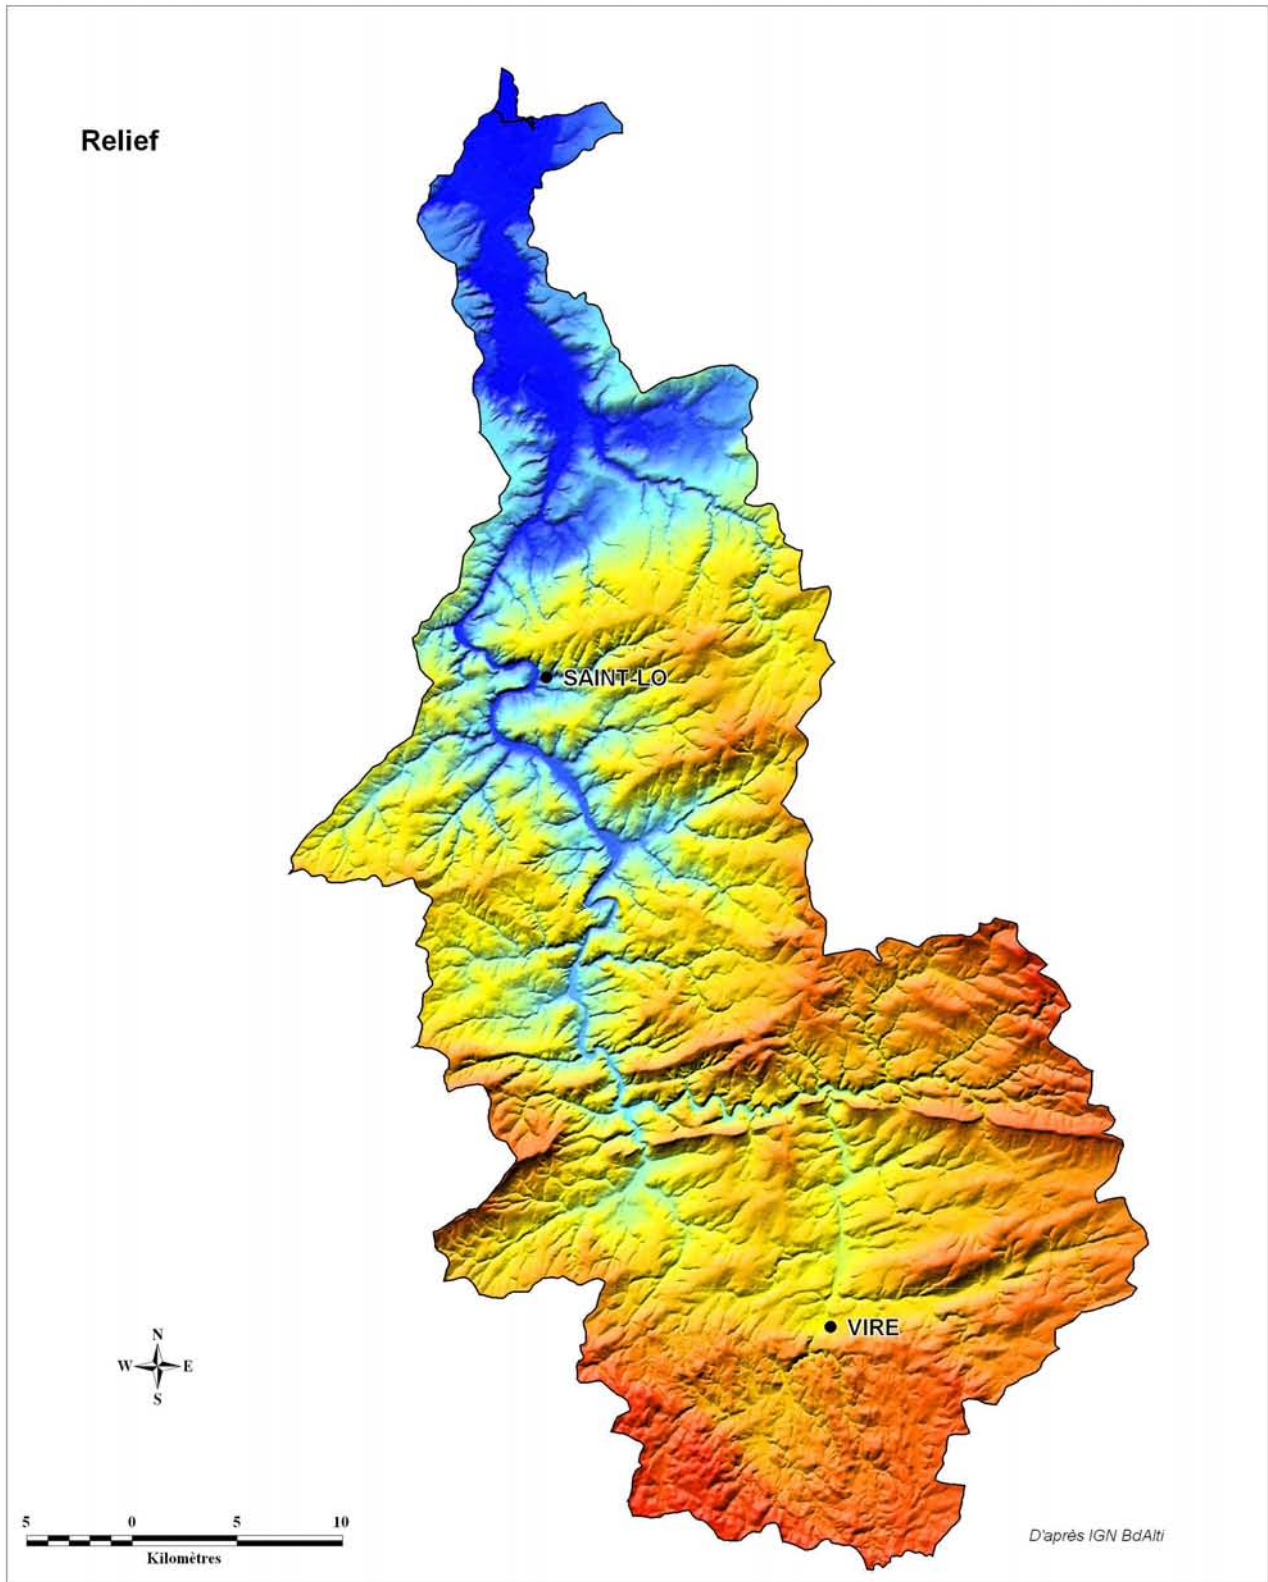 Relief
SAINT-LO
VIRE
N
W E
S
5 0 5 10
Kilomètres
D'après IGN BdAlti